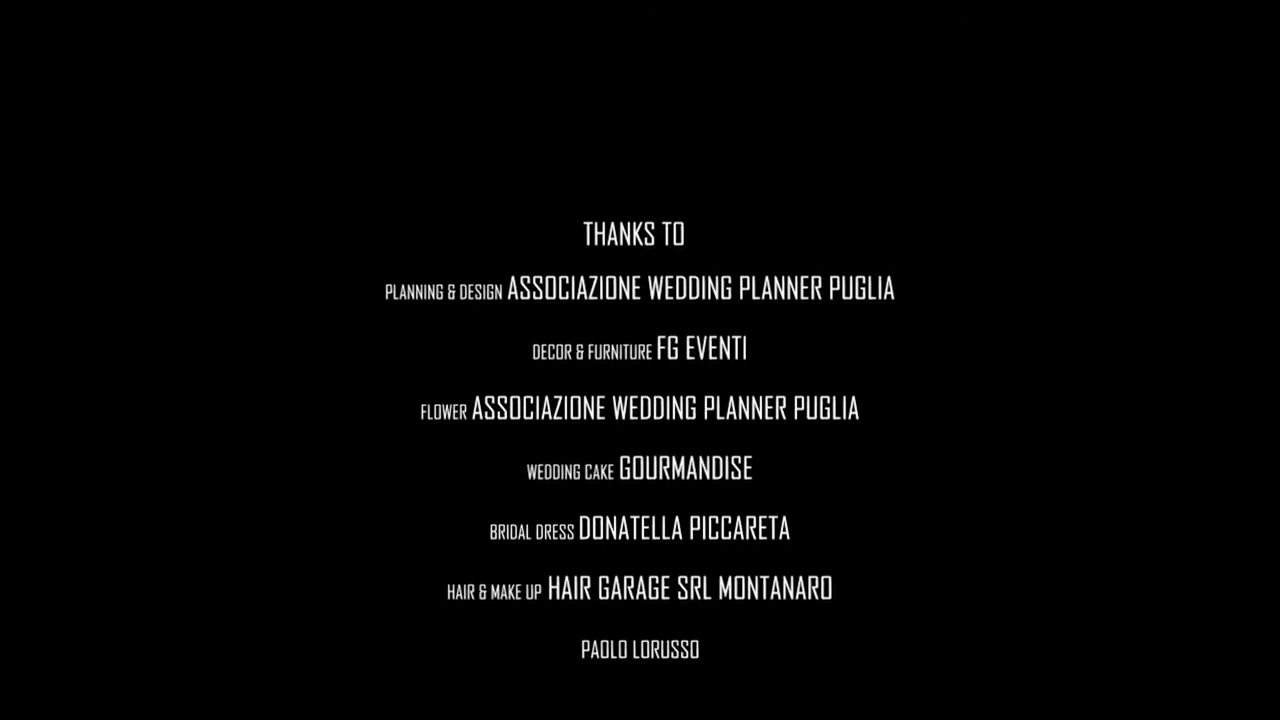 THANKS TO
PLANNING & DESIGN ASSOCIAZIONE WEDDING PLANNER PUGLIA
DECOR & FURNITURE FG EVENTI
FLOWER ASSOCIAZIONE WEDDING PLANNER PUGLIA
WEDDING CAKE GOURMANDISE
BRIDAL DRESS DONATELLA PICCARETA
HAIR & MAKE UP HAIR GARAGE SRL MONTANARO
PAOLO LORUSSO